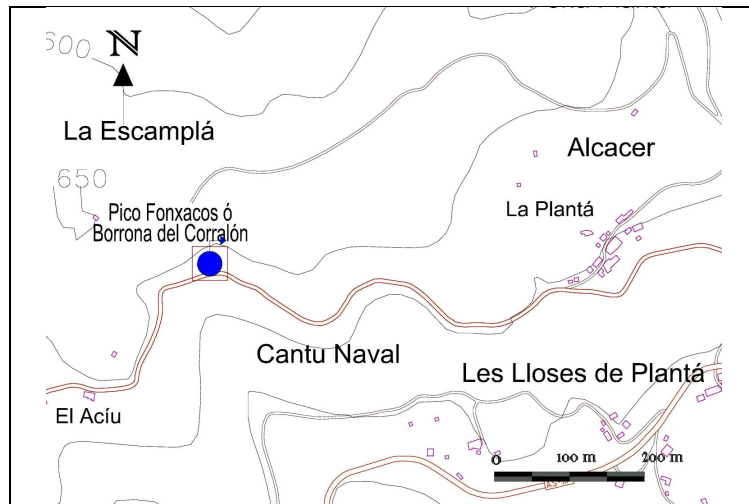 600
N
La Escamplá
Alcacer
650
Pico Fonxacos ó
Borrona del Corralón
La Plantá
Cantu Naval
Les Lloses de Plantá
El Acíu
0 100 m 200 m